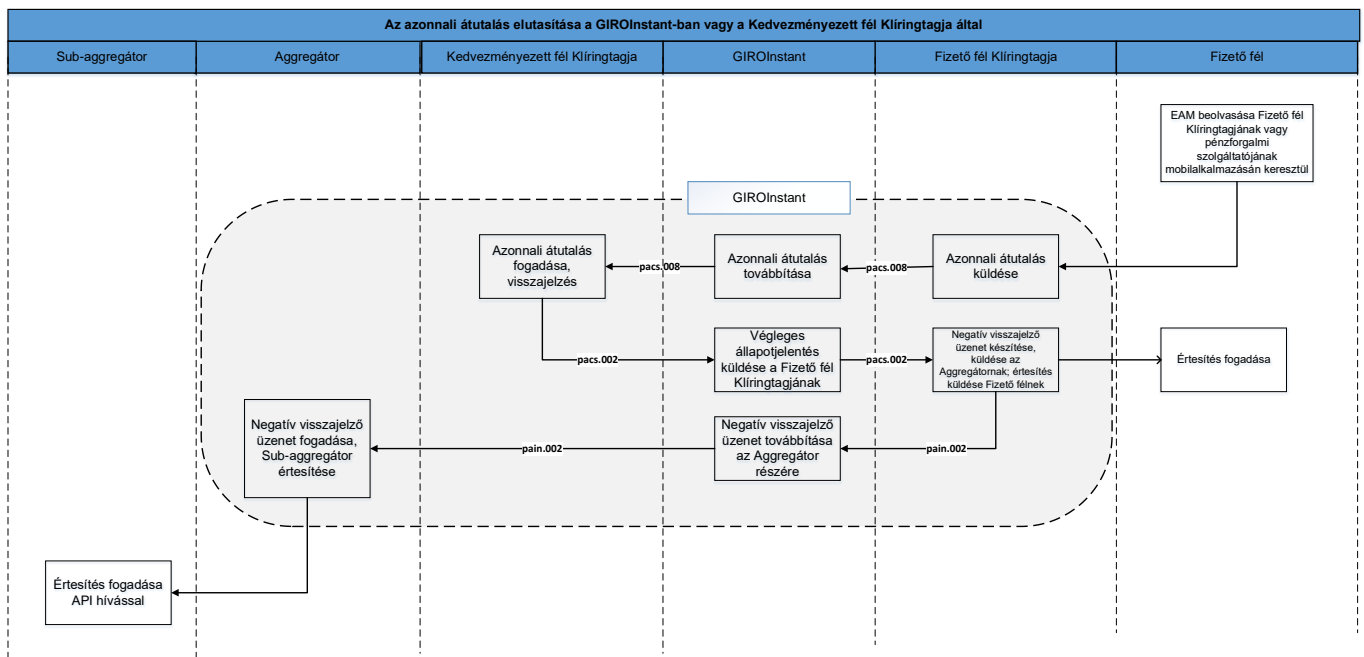 Az azonnali átutalás elutasítása a GIROInstant-ban vagy a Kedvezményezett fél Klíringtagja által
Sub-aggregátor
Aggregátor
Kedvezményezett fél Klíringtagja
GIROInstant
Fizető fél Klíringtagja
Fizető fél
EAM beolvasása Fizető fél
Klíringtagjának vagy
pénzforgalmi
szolgáltatójának
mobilalkalmazásán keresztül
GIROInstant
Azonnali átutalás
fogadása,
visszajelzés
pacs.008
Azonnali átutalás
továbbítása
pacs.008
Azonnali átutalás
küldése
pacs.002
Végleges
állapotjelentés
küldése a Fizető fél
Klíringtagjának
pacs.002
Negatív visszajelző
üzenet készítése,
küldése az
Aggregátornak; értesítés
küldése Fizető félnek
Értesítés fogadása
Negatív visszajelző
üzenet fogadása,
Sub-aggregátor
értesítése
pain.002
Negatív visszajelző
üzenet továbbítása
az Aggregátor
részére
pain.002
Értesítés fogadása
API hívással